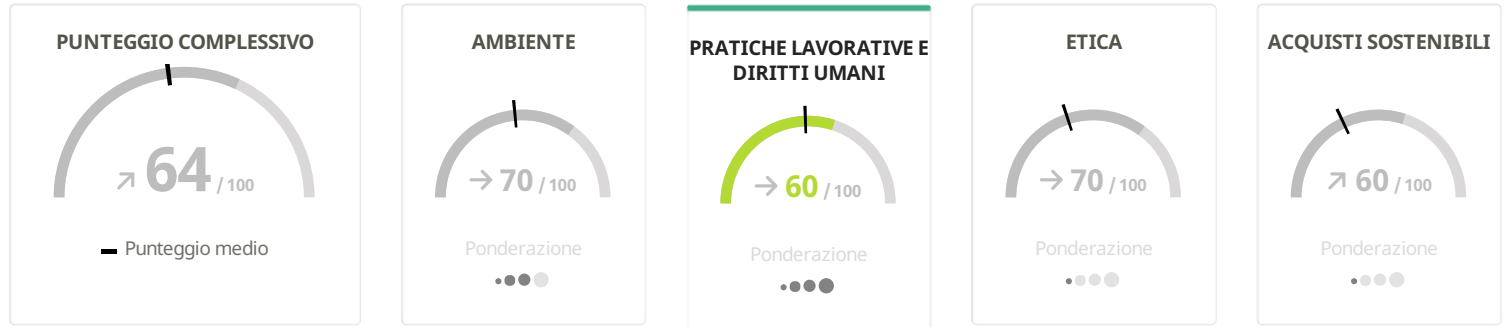 PUNTEGGIO COMPLESSIVO
64 / 100
Punteggio medio
AMBIENTE
70 / 100
Ponderazione
PRATICHE LAVORATIVE E
DIRITTI UMANI
60 / 100
Ponderazione
ETICA
70 / 100
Ponderazione
ACQUISTI SOSTENIBILI
60 / 100
Ponderazione